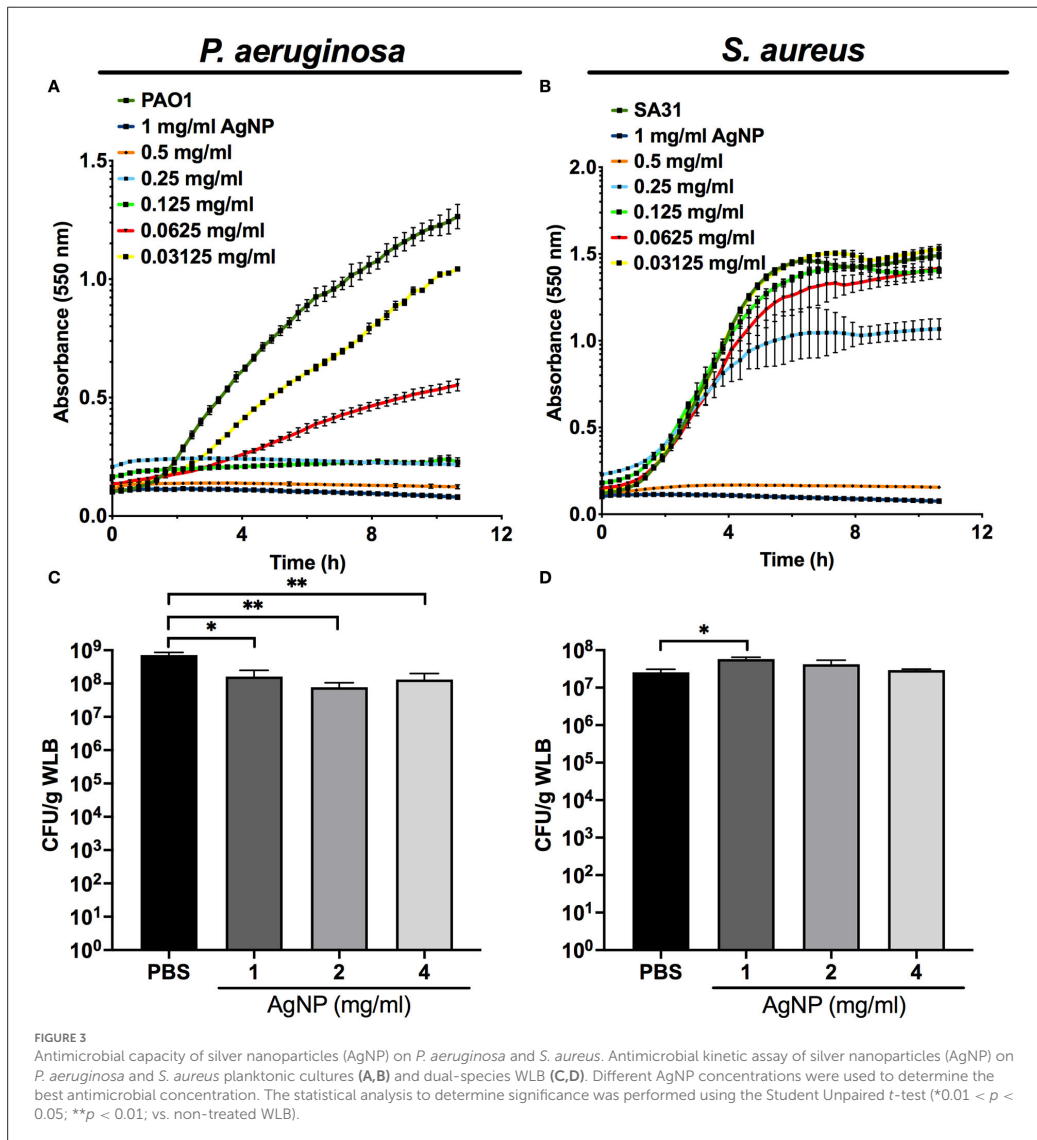 P. aeruginosa
S. aureus
A
PAO1
1 mg/ml AgNP
0.5 mg/ml
0.25 mg/ml
0.125 mg/ml
0.0625 mg/ml
0.03125 mg/ml
1.5
1.0
0.5
0.0
Absorbance (550 nm)
0 4 8 12
Time (h)
B
SA31
1 mg/ml AgNP
0.5 mg/ml
0.25 mg/ml
0.125 mg/ml
0.0625 mg/ml
0.03125 mg/ml
2.0
1.5
1.0
0.5
0.0
Absorbance (550 nm)
0 4 8 12
Time (h)
C
**
**
*
10⁹
10⁸
10⁷
10⁶
10⁵
10⁴
10³
10²
10¹
10⁰
CFU/g WLB
PBS 1 2 4
AgNP (mg/ml)
D
*
10⁸
10⁷
10⁶
10⁵
10⁴
10³
10²
10¹
10⁰
CFU/g WLB
PBS 1 2 4
AgNP (mg/ml)
FIGURE 3
Antimicrobial capacity of silver nanoparticles (AgNP) on P. aeruginosa and S. aureus. Antimicrobial kinetic assay of silver nanoparticles (AgNP) on
P. aeruginosa and S. aureus planktonic cultures (A,B) and dual-species WLB (C,D). Different AgNP concentrations were used to determine the
best antimicrobial concentration. The statistical analysis to determine significance was performed using the Student Unpaired t-test (*0.01 < p <
0.05; **p < 0.01; vs. non-treated WLB).